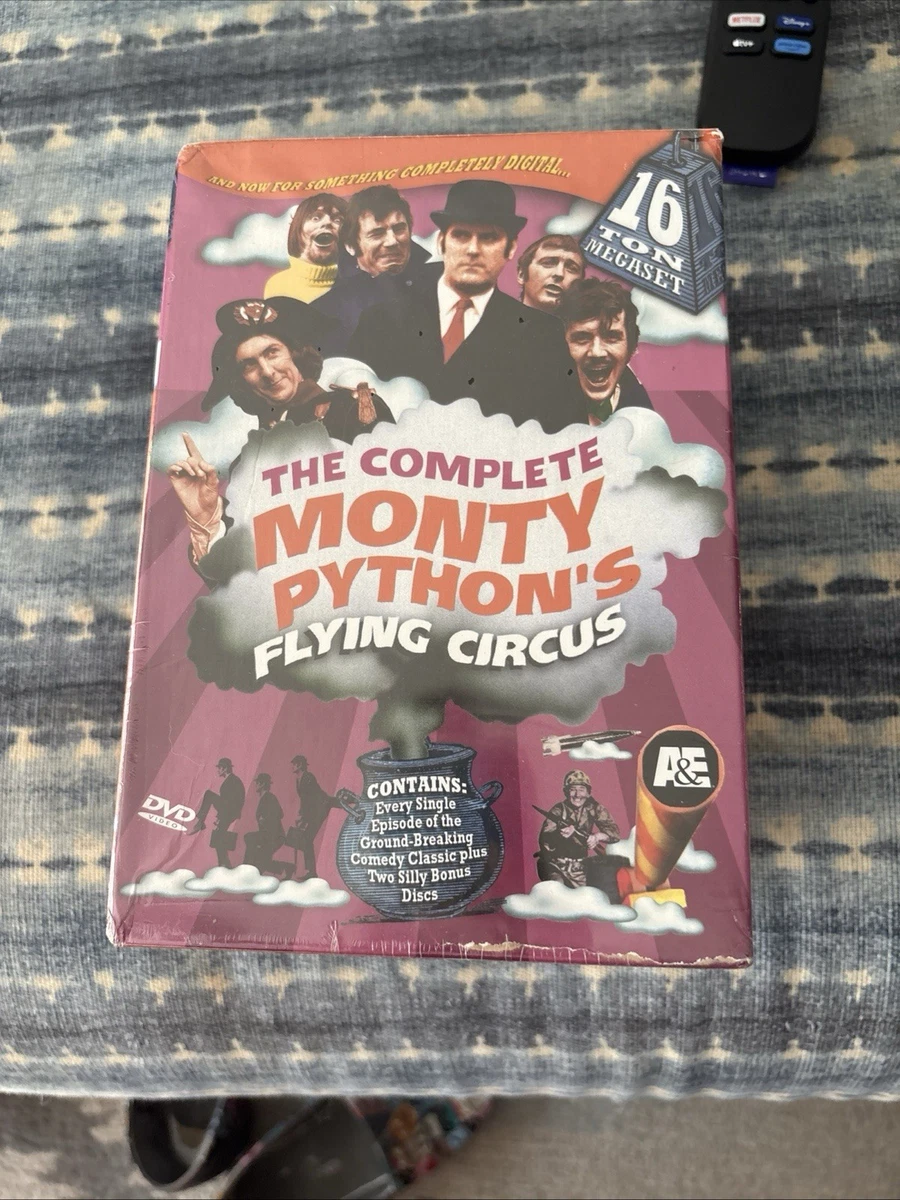 NETFLIX
Disney+
tv+
AND NOW FOR SOMETHING COMPLETELY DIGITAL...
16
TON
MEGASET
THE COMPLETE
MONTY
PYTHON'S
FLYING CIRCUS
DVD
VIDEO
CONTAINS:
Every Single
Episode of the
Ground-Breaking
Comedy Classic plus
Two Silly Bonus
Discs
A&E